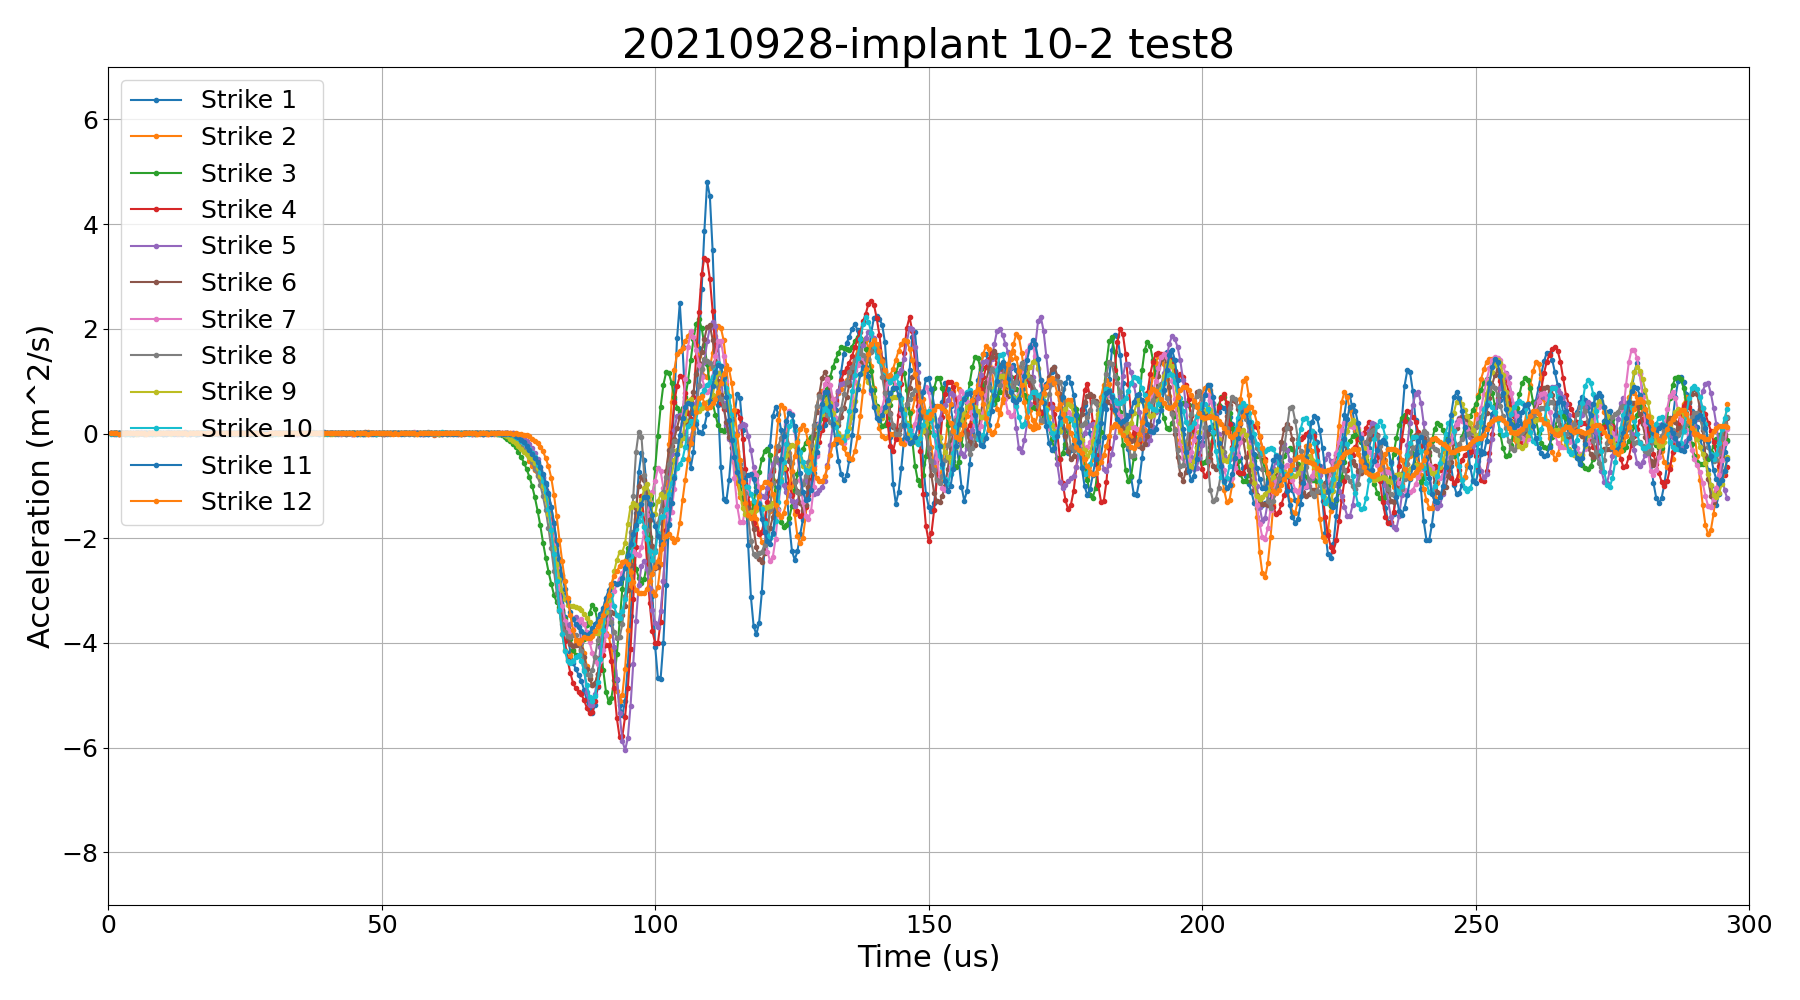 20210928-implant 10-2 test8
Strike 1
Strike 2
Strike 3
Strike 4
Strike 5
Strike 6
Strike 7
Strike 8
Strike 9
Strike 10
Strike 11
Strike 12
Acceleration (m^2/s)
6
4
2
0
−2
−4
−6
−8
0 50 100 150 200 250 300
Time (us)